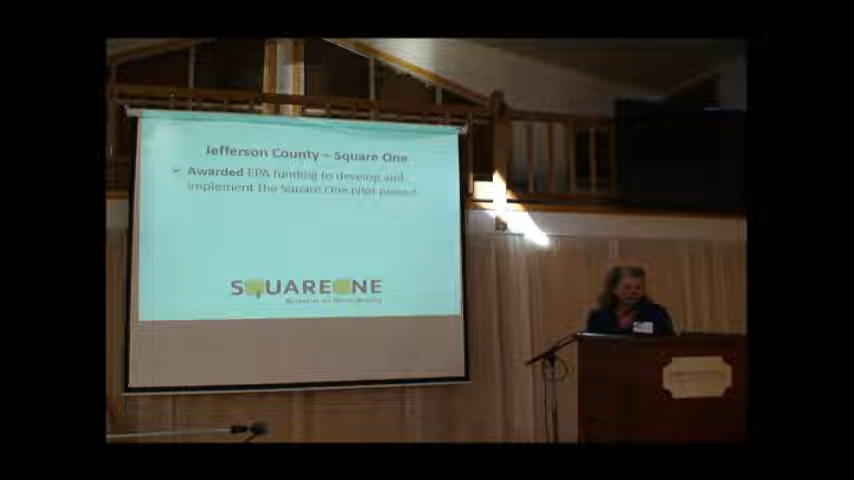 Jefferson County – Square One
➢ Awarded EPA funding to develop and
implement the Square One pilot project
SQUAREONE